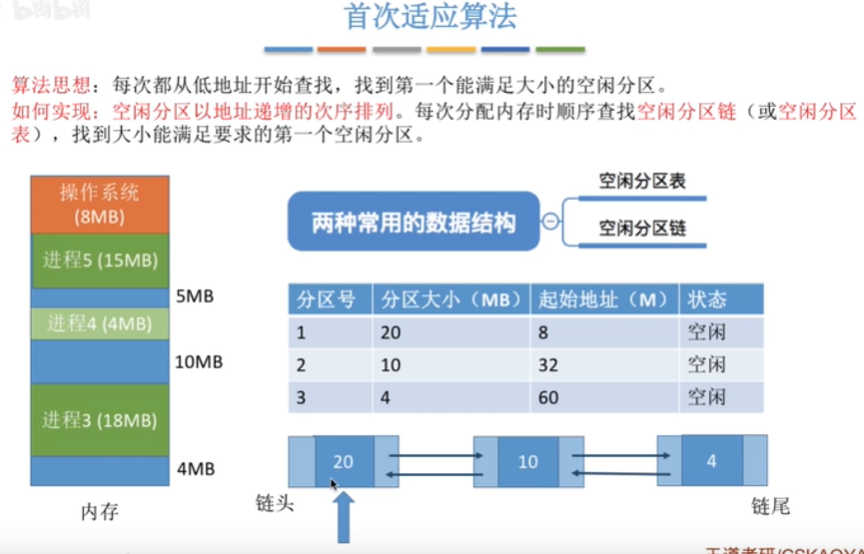 bilibili
首次适应算法
算法思想：每次都从低地址开始查找，找到第一个能满足大小的空闲分区。
如何实现：空闲分区以地址递增的次序排列。每次分配内存时顺序查找空闲分区链（或空闲分区
表），找到大小能满足要求的第一个空闲分区。
操作系统
(8MB)
进程5 (15MB)
5MB
进程4 (4MB)
10MB
进程3 (18MB)
4MB
内存
两种常用的数据结构
空闲分区表
空闲分区链
分区号 分区大小（MB） 起始地址（M） 状态
1 20 8 空闲
2 10 32 空闲
3 4 60 空闲
20 10 4
链头 链尾